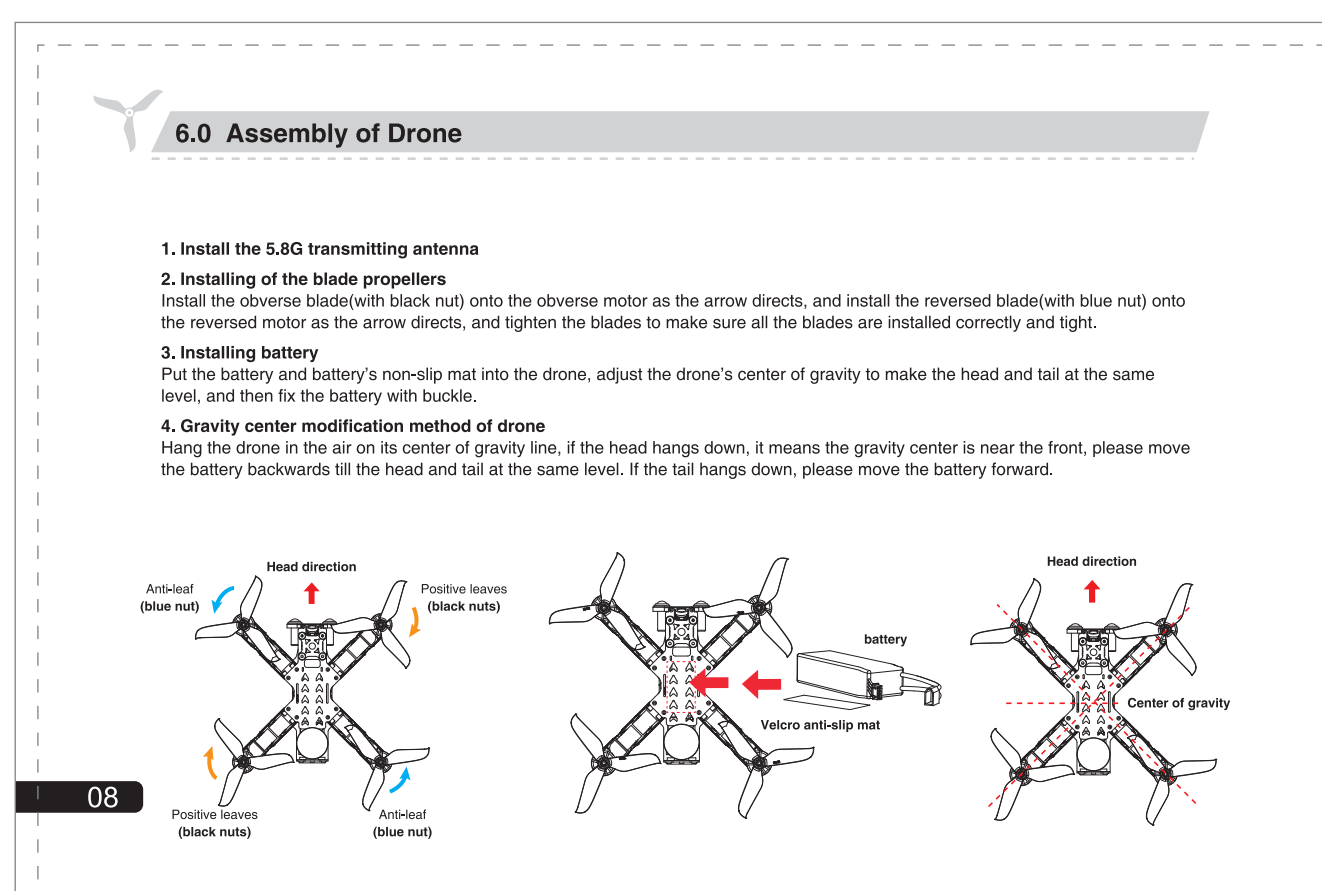 6.0 Assembly of Drone
1. Install the 5.8G transmitting antenna
2. Installing of the blade propellers
Install the obverse blade(with black nut) onto the obverse motor as the arrow directs, and install the reversed blade(with blue nut) onto
the reversed motor as the arrow directs, and tighten the blades to make sure all the blades are installed correctly and tight.
3. Installing battery
Put the battery and battery's non-slip mat into the drone, adjust the drone's center of gravity to make the head and tail at the same
level, and then fix the battery with buckle.
4. Gravity center modification method of drone
Hang the drone in the air on its center of gravity line, if the head hangs down, it means the gravity center is near the front, please move
the battery backwards till the head and tail at the same level. If the tail hangs down, please move the battery forward.
Head direction
Anti-leaf
(blue nut)
Positive leaves
(black nuts)
Positive leaves
(black nuts)
Anti-leaf
(blue nut)
battery
Velcro anti-slip mat
Head direction
Center of gravity
08